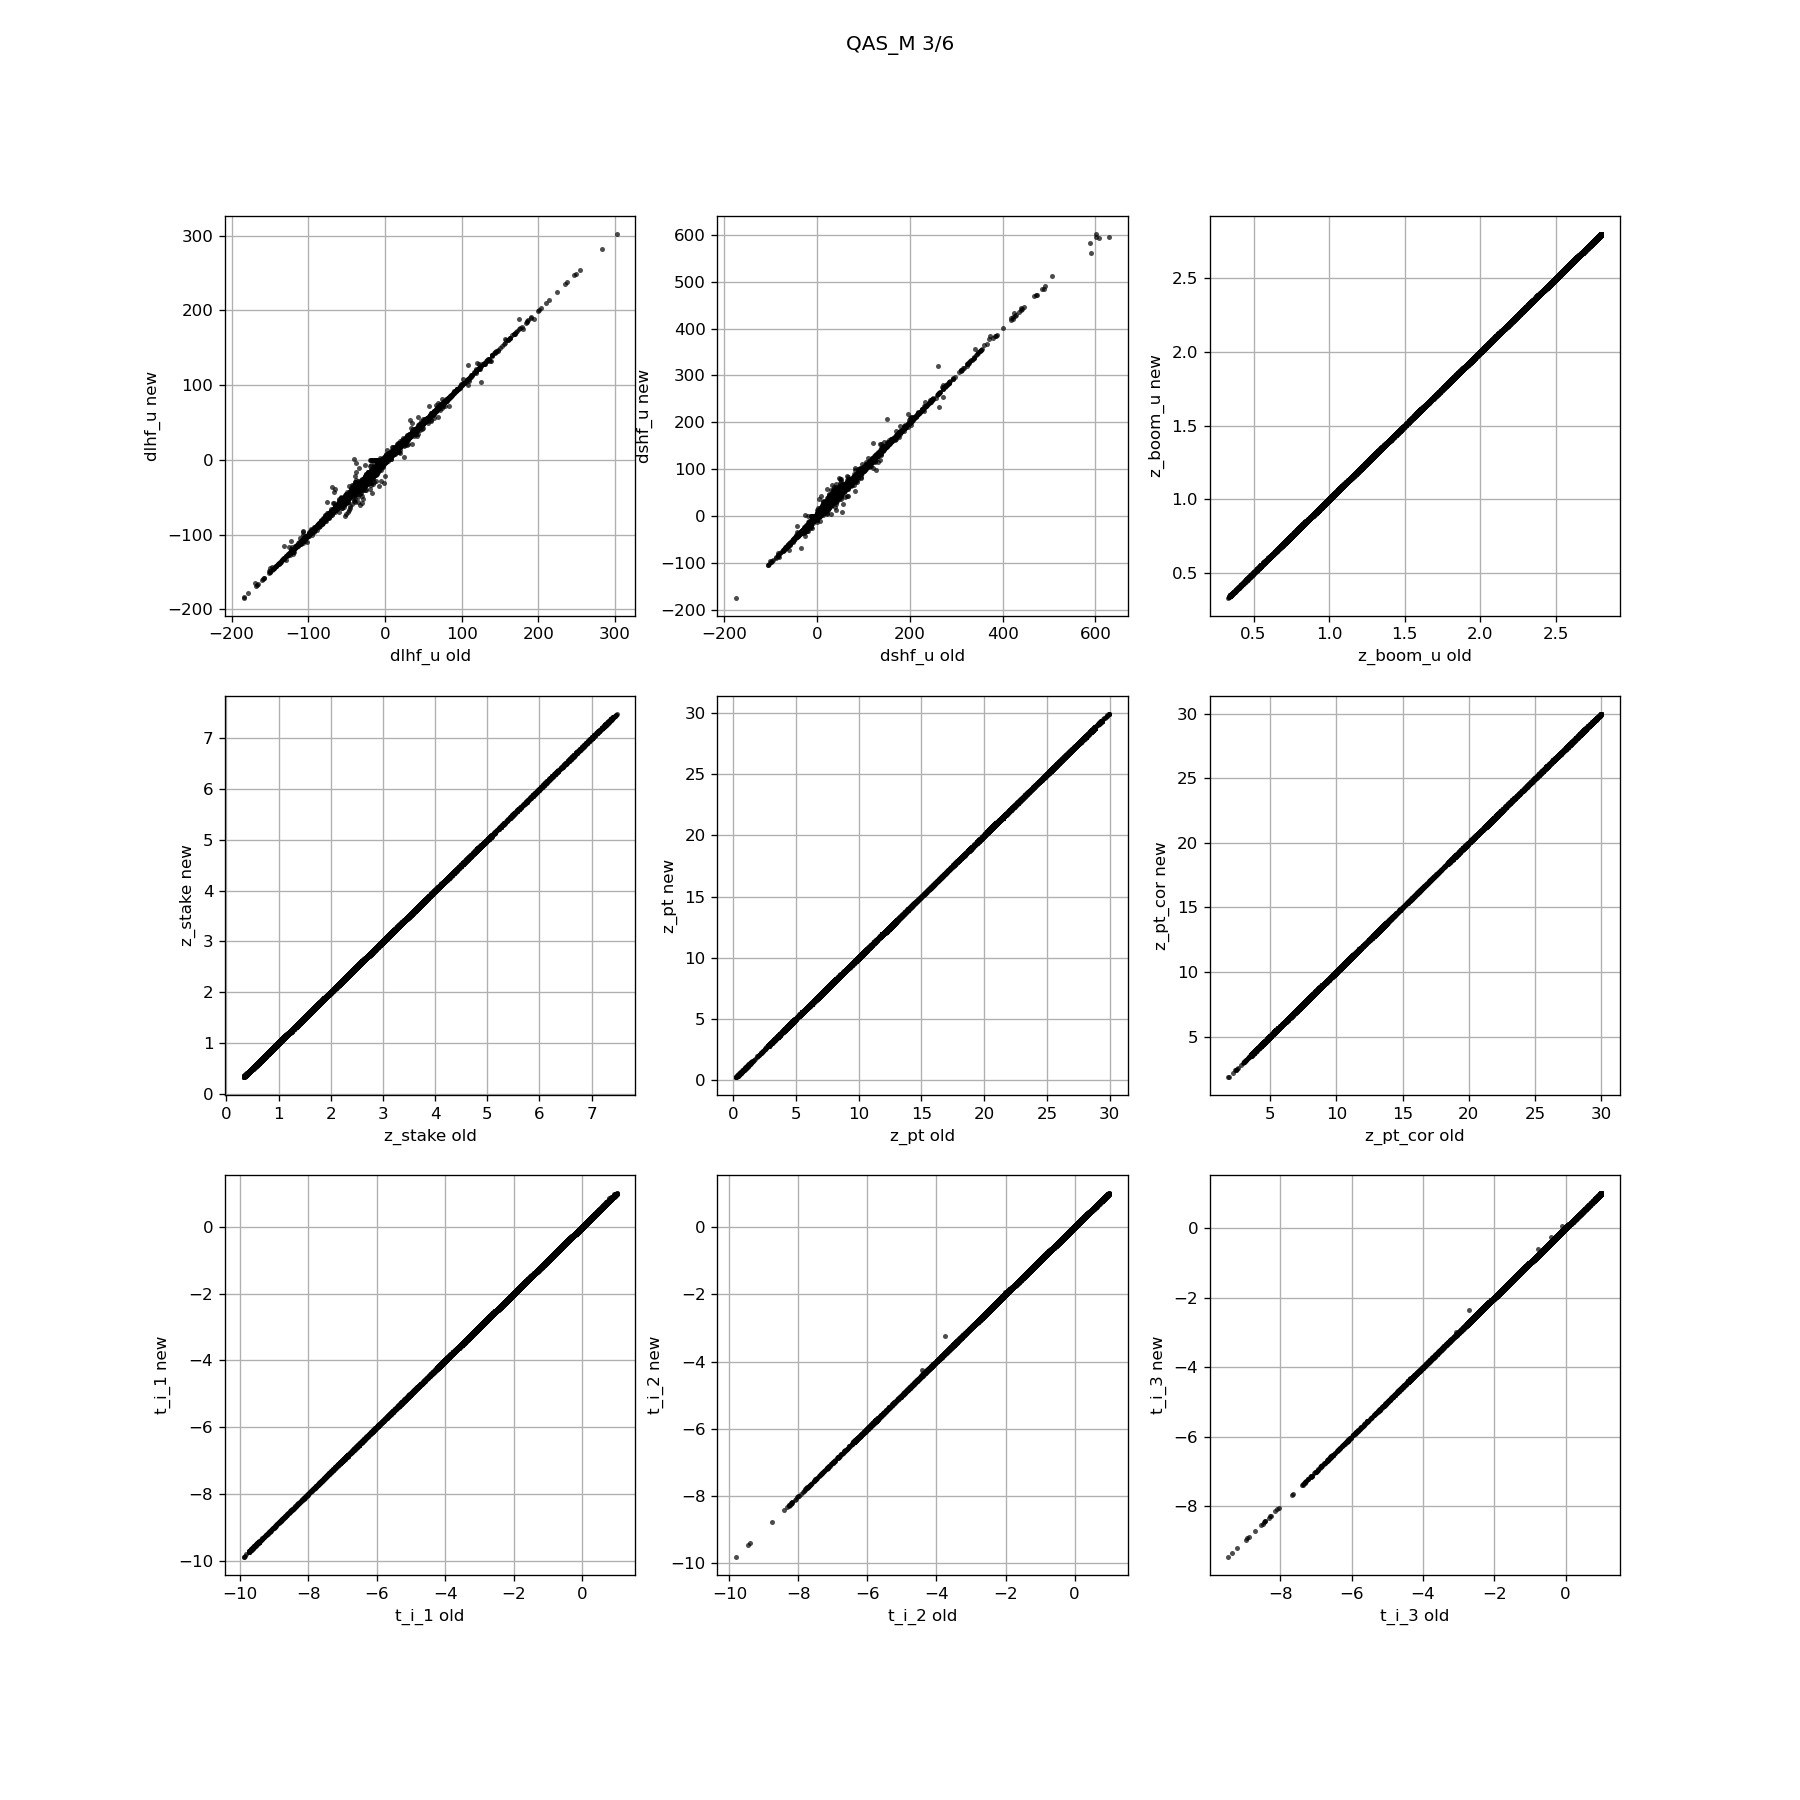 QAS_M 3/6
300
200
100
0
−100
−200
dlhf_u new
−200 −100 0 100 200 300
dlhf_u old
600
500
400
300
200
100
0
−100
−200
dshf_u new
−200 0 200 400 600
dshf_u old
2.5
2.0
1.5
1.0
0.5
z_boom_u new
0.5 1.0 1.5 2.0 2.5
z_boom_u old
7
6
5
4
3
2
1
0
z_stake new
0 1 2 3 4 5 6 7
z_stake old
30
25
20
15
10
5
0
z_pt new
0 5 10 15 20 25 30
z_pt old
30
25
20
15
10
5
z_pt_cor new
5 10 15 20 25 30
z_pt_cor old
0
−2
−4
−6
−8
−10
t_i_1 new
−10 −8 −6 −4 −2 0
t_i_1 old
0
−2
−4
−6
−8
−10
t_i_2 new
−10 −8 −6 −4 −2 0
t_i_2 old
0
−2
−4
−6
−8
t_i_3 new
−8 −6 −4 −2 0
t_i_3 old